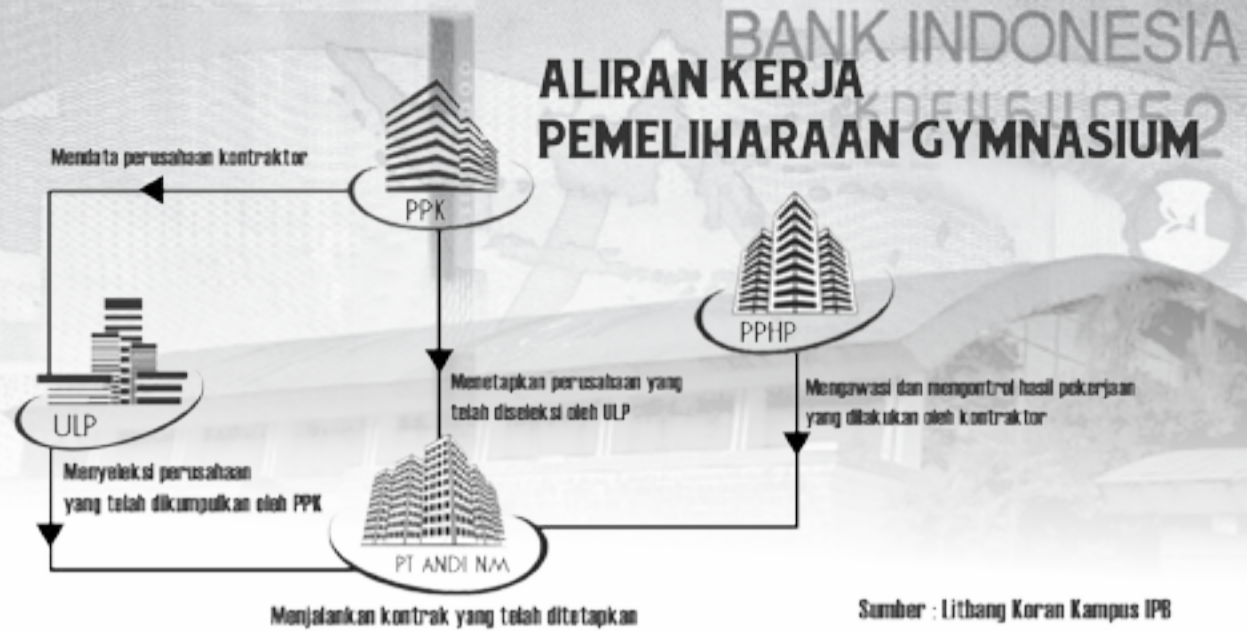 BANK INDONESIA
ALIRAN KERJA
PEMELIHARAAN GYMNASIUM
Mendata perusahaan kontraktor
PPK
PPHP
Menetapkan perusahaan yang
telah diseleksi oleh ULP
Mengawasi dan mengontrol hasil pekerjaan
yang dilakukan oleh kontraktor
ULP
Menyeleksi perusahaan
yang telah dikumpulkan oleh PPK
PT ANDI NM
Menjalankan kontrak yang telah ditetapkan
Sumber : Litbang Koran Kampus IPB